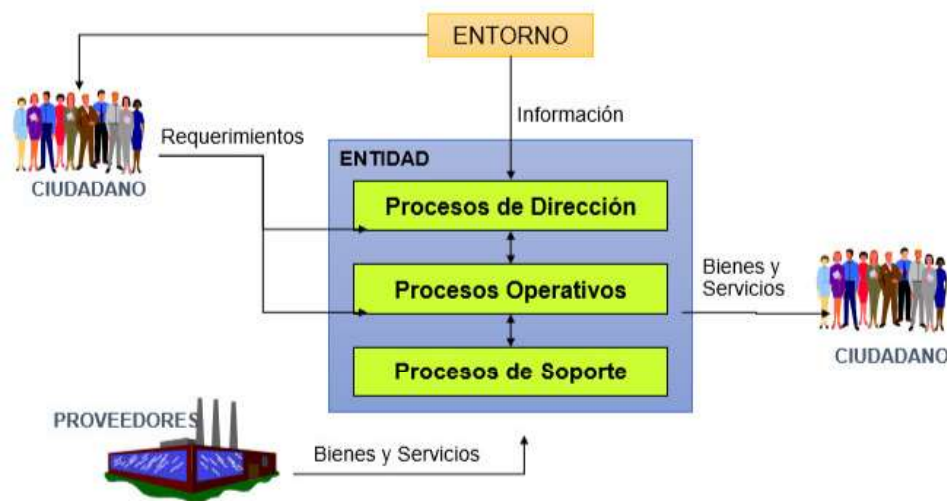 ENTORNO
Información
Requerimientos
CIUDADANO
ENTIDAD
Procesos de Dirección
Procesos Operativos
Procesos de Soporte
Bienes y
Servicios
CIUDADANO
PROVEEDORES
Bienes y Servicios